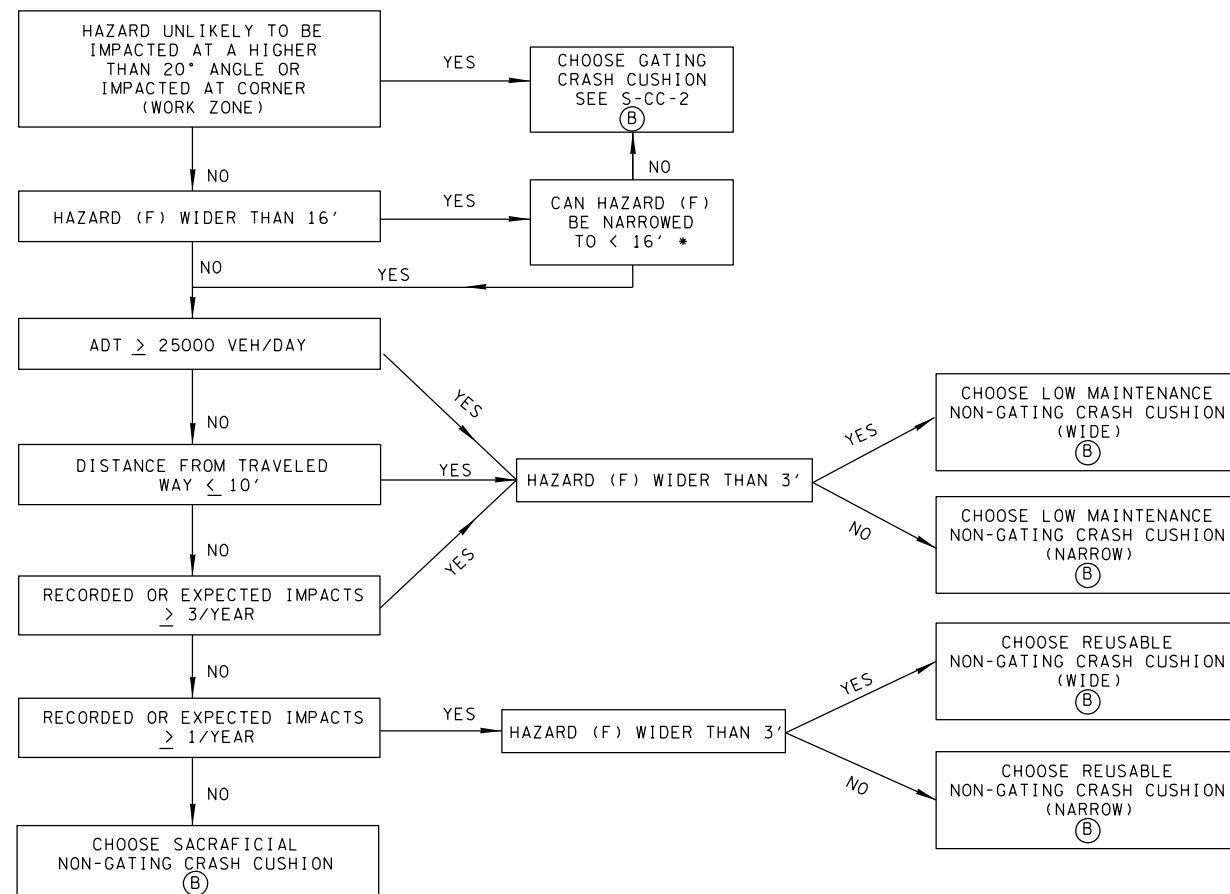 HAZARD UNLIKELY TO BE
IMPACTED AT A HIGHER
THAN 20° ANGLE OR
IMPACTED AT CORNER
(WORK ZONE)
YES
CHOOSE GATING
CRASH CUSHION
SEE S-CC-2
B
NO
NO
HAZARD (F) WIDER THAN 16′
YES
CAN HAZARD (F)
BE NARROWED
TO < 16′ *
NO
YES
ADT ≥ 25000 VEH/DAY
YES
NO
DISTANCE FROM TRAVELED
WAY ≤ 10′
YES
HAZARD (F) WIDER THAN 3′
YES
CHOOSE LOW MAINTENANCE
NON-GATING CRASH CUSHION
(WIDE)
B
NO
CHOOSE LOW MAINTENANCE
NON-GATING CRASH CUSHION
(NARROW)
B
NO
RECORDED OR EXPECTED IMPACTS
≥ 3/YEAR
YES
NO
RECORDED OR EXPECTED IMPACTS
≥ 1/YEAR
YES
HAZARD (F) WIDER THAN 3′
YES
CHOOSE REUSABLE
NON-GATING CRASH CUSHION
(WIDE)
B
NO
CHOOSE REUSABLE
NON-GATING CRASH CUSHION
(NARROW)
B
NO
CHOOSE SACRAFICIAL
NON-GATING CRASH CUSHION
B